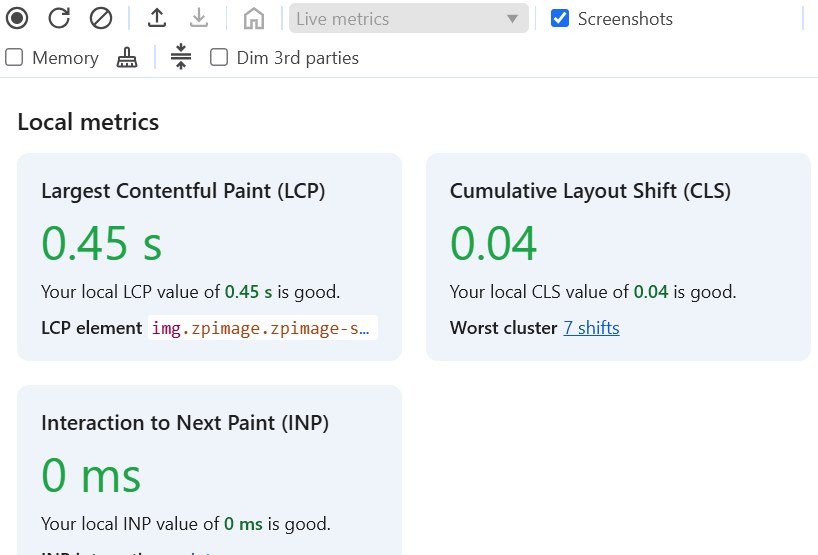 Live metrics
Screenshots
Memory
Dim 3rd parties
Local metrics
Largest Contentful Paint (LCP)
0.45 s
Your local LCP value of 0.45 s is good.
LCP element img.zpimage.zpimage-s…
Cumulative Layout Shift (CLS)
0.04
Your local CLS value of 0.04 is good.
Worst cluster 7 shifts
Interaction to Next Paint (INP)
0 ms
Your local INP value of 0 ms is good.